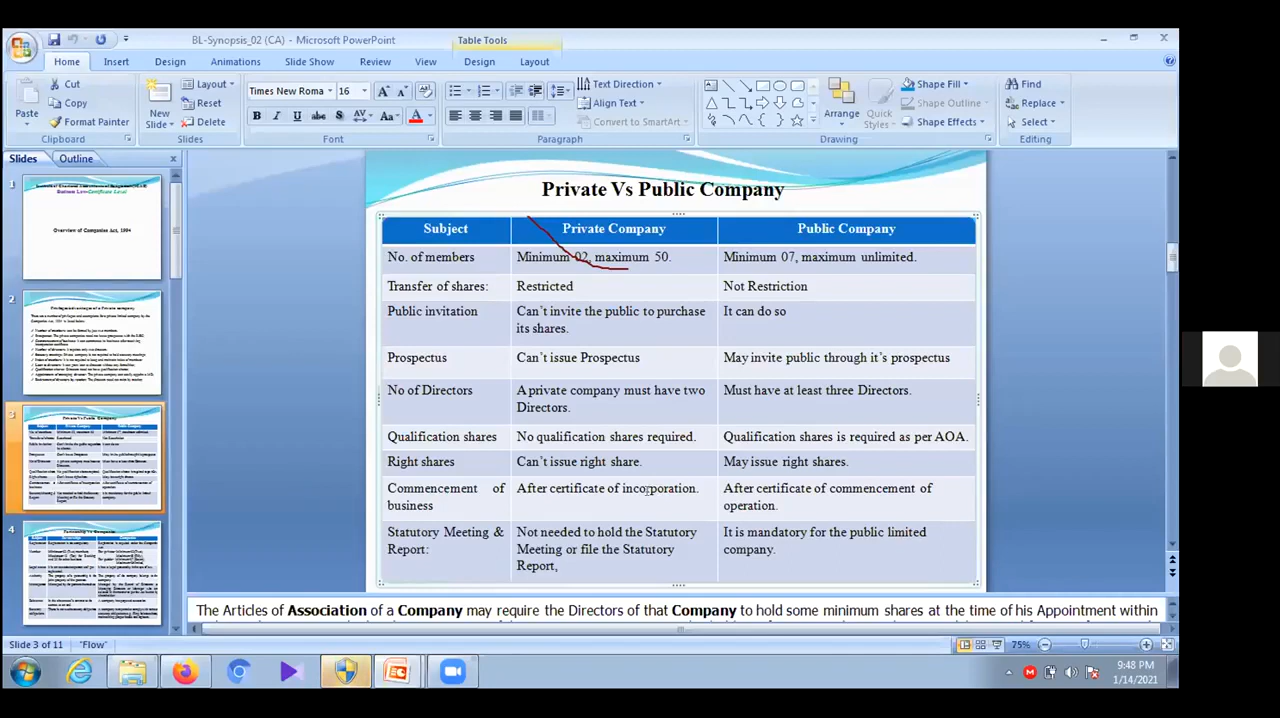 BL-Synopsis_02 (CA) - Microsoft PowerPoint
Table Tools
Home Insert Design Animations Slide Show Review View Design Layout
Cut
Copy
Format Painter
Paste
Clipboard
New Slide
Layout
Reset
Delete
Slides
Times New Roma 16
Font
Paragraph
Text Direction
Align Text
Convert to SmartArt
Arrange
Quick Styles
Shape Fill
Shape Outline
Shape Effects
Drawing
Find
Replace
Select
Editing
Slides Outline
1
Overview of Companies Act, 1994
2
3
Private Vs Public Company
4
Private Vs Public Company
Subject Private Company Public Company
No. of members Minimum 02, maximum 50. Minimum 07, maximum unlimited.
Transfer of shares: Restricted Not Restriction
Public invitation Can't invite the public to purchase its shares. It can do so
Prospectus Can't issue Prospectus May invite public through it's prospectus
No of Directors A private company must have two Directors. Must have at least three Directors.
Qualification shares No qualification shares required. Qualification shares is required as per AOA.
Right shares Can't issue right share. May issue right shares.
Commencement of business After certificate of incorporation. After Certificate of commencement of operation.
Statutory Meeting & Report: Not needed to hold the Statutory Meeting or file the Statutory Report, It is mandatory for the public limited company.
The Articles of Association of a Company may require the Directors of that Company to hold some minimum shares at the time of his Appointment within
Slide 3 of 11 "Flow" 75%
9:48 PM
1/14/2021